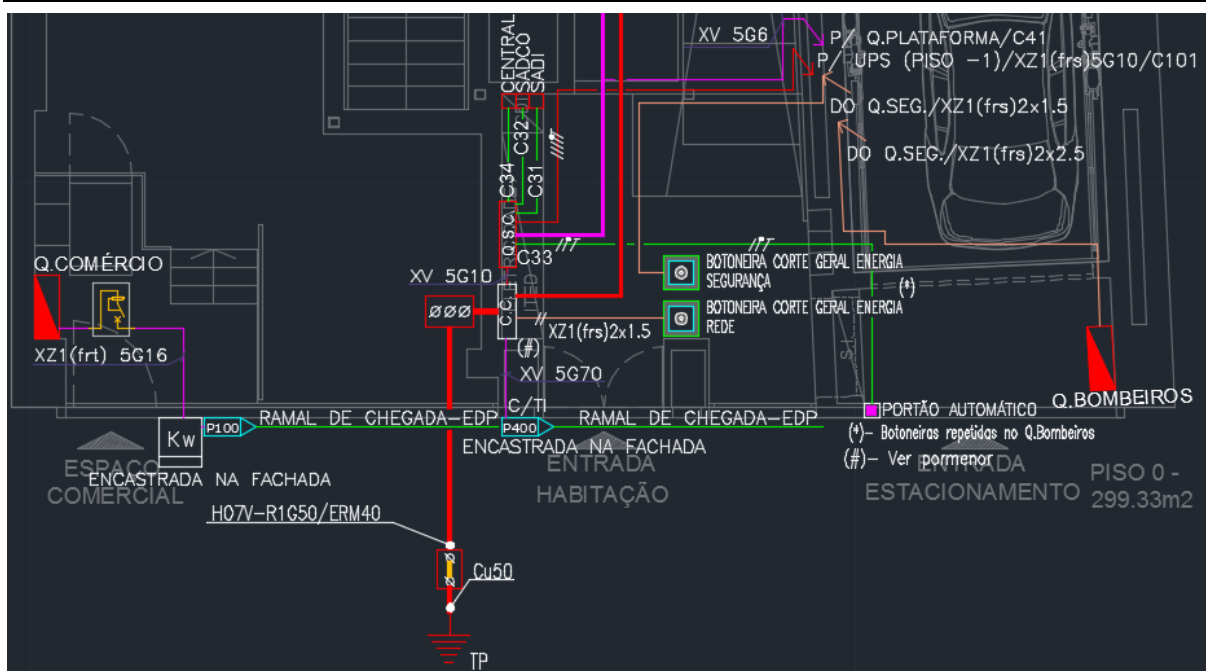 CENTRAL
SADCO
SADI
XV 5G6
P/ Q.PLATAFORMA/C41
P/ UPS (PISO -1)/XZ1(frs)5G10/C101
DO Q.SEG./XZ1(frs)2x1.5
DO Q.SEG./XZ1(frs)2x2.5
C32
C31
C34
Q.S.C.
C33
Q.COMÉRCIO
XV 5G10
BOTONEIRA CORTE GERAL ENERGIA
SEGURANÇA
(*)
BOTONEIRA CORTE GERAL ENERGIA
REDE
ØØØ
C.C.
XZ1(frs)2x1.5
(#)
XZ1(frt) 5G16
XV 5G70
S.I.
Q.BOMBEIROS
C/TI
P100
RAMAL DE CHEGADA-EDP
P400
RAMAL DE CHEGADA-EDP
PORTÃO AUTOMÁTICO
Kw
ENCASTRADA NA FACHADA
(*)- Botoneiras repetidas no Q.Bombeiros
(#)- Ver pormenor
ESPAÇO
COMERCIAL
ENCASTRADA NA FACHADA
ENTRADA
HABITAÇÃO
ENTRADA
ESTACIONAMENTO
PISO 0 -
299.33m2
H07V-R1G50/ERM40
Cu50
TP